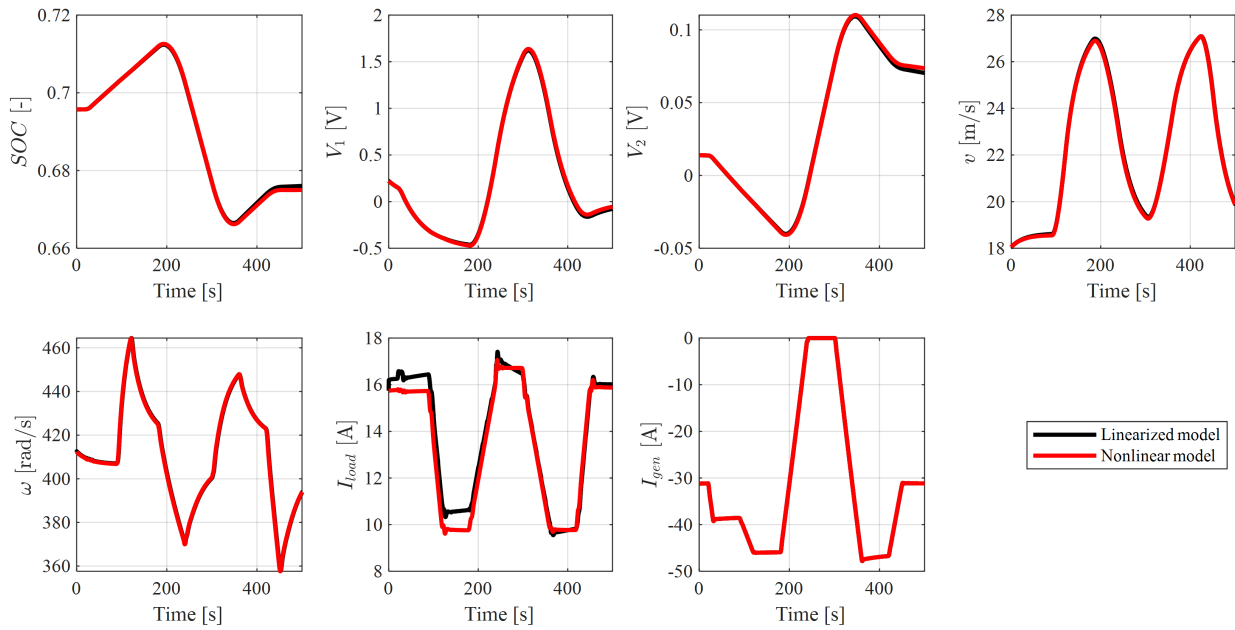 0.72
0.7
0.68
0.66
SOC [-]
0 200 400
Time [s]
2
1.5
1
0.5
0
-0.5
V1 [V]
0 200 400
Time [s]
0.1
0.05
0
-0.05
V2 [V]
0 200 400
Time [s]
28
26
24
22
20
18
v [m/s]
0 200 400
Time [s]
460
440
420
400
380
360
ω [rad/s]
0 200 400
Time [s]
18
16
14
12
10
8
Iload [A]
0 200 400
Time [s]
0
-10
-20
-30
-40
-50
Igen [A]
0 200 400
Time [s]
Linearized model
Nonlinear model